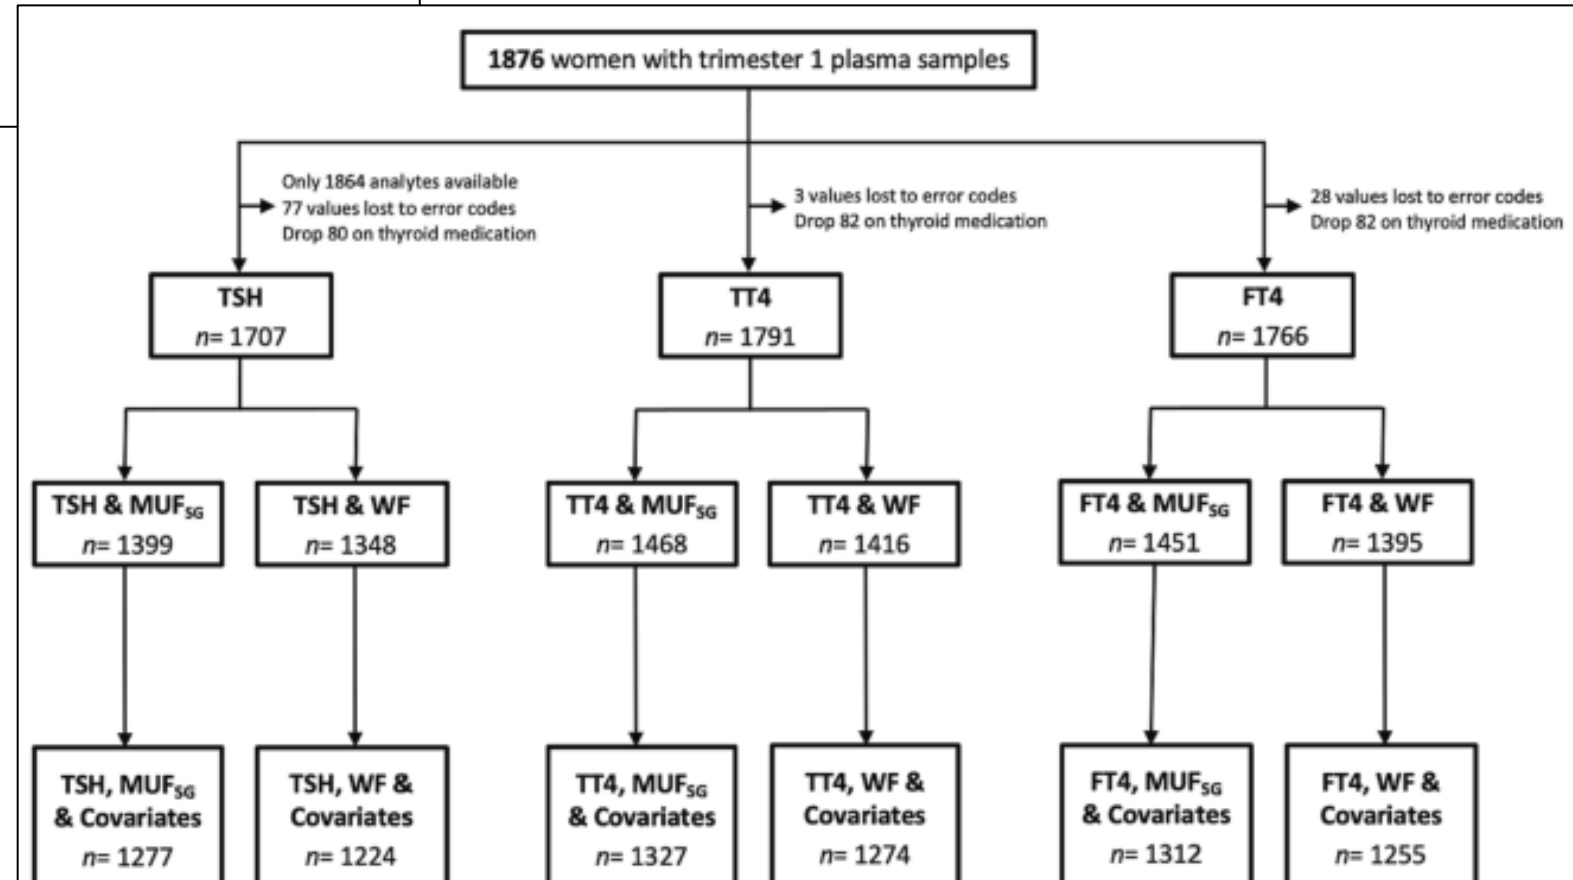 1876 women with trimester 1 plasma samples
Only 1864 analytes available
77 values lost to error codes
Drop 80 on thyroid medication
3 values lost to error codes
Drop 82 on thyroid medication
28 values lost to error codes
Drop 82 on thyroid medication
TSH
n= 1707
TT4
n= 1791
FT4
n= 1766
TSH & MUFSG
n= 1399
TSH & WF
n= 1348
TT4 & MUFSG
n= 1468
TT4 & WF
n= 1416
FT4 & MUFSG
n= 1451
FT4 & WF
n= 1395
TSH, MUFSG
& Covariates
n= 1277
TSH, WF &
Covariates
n= 1224
TT4, MUFSG
& Covariates
n= 1327
TT4, WF &
Covariates
n= 1274
FT4, MUFSG
& Covariates
n= 1312
FT4, WF &
Covariates
n= 1255